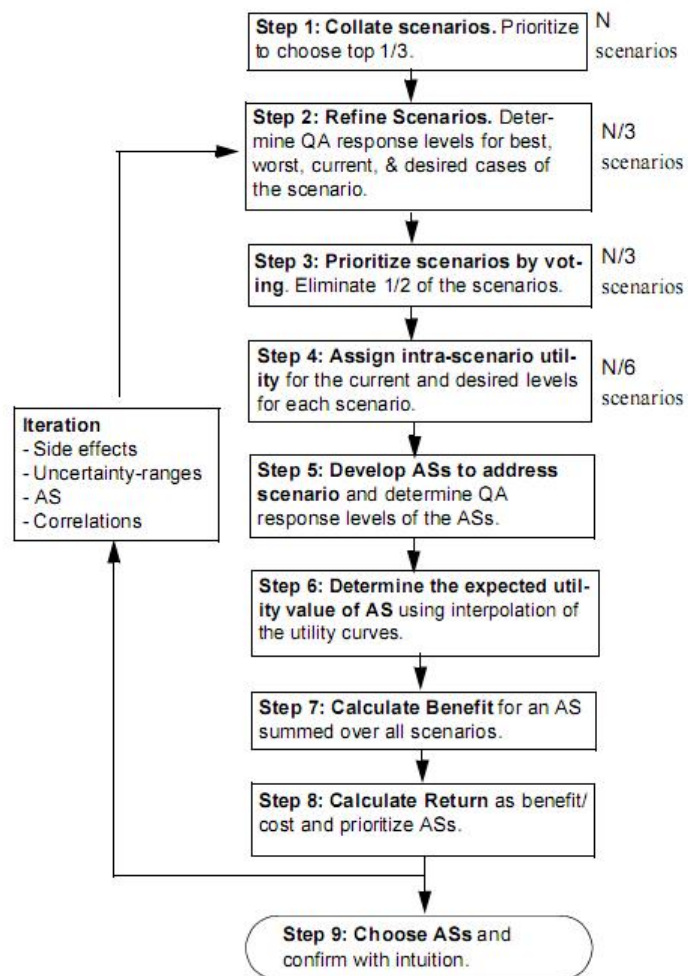 Step 1: Collate scenarios. Prioritize
to choose top 1/3.
N
scenarios
Step 2: Refine Scenarios. Deter-
mine QA response levels for best,
worst, current, & desired cases of
the scenario.
N/3
scenarios
Step 3: Prioritize scenarios by vot-
ing. Eliminate 1/2 of the scenarios.
N/3
scenarios
Step 4: Assign intra-scenario util-
ity for the current and desired levels
for each scenario.
N/6
scenarios
Iteration
- Side effects
- Uncertainty-ranges
- AS
- Correlations
Step 5: Develop ASs to address
scenario and determine QA
response levels of the ASs.
Step 6: Determine the expected util-
ity value of AS using interpolation of
the utility curves.
Step 7: Calculate Benefit for an AS
summed over all scenarios.
Step 8: Calculate Return as benefit/
cost and prioritize ASs.
Step 9: Choose ASs and
confirm with intuition.